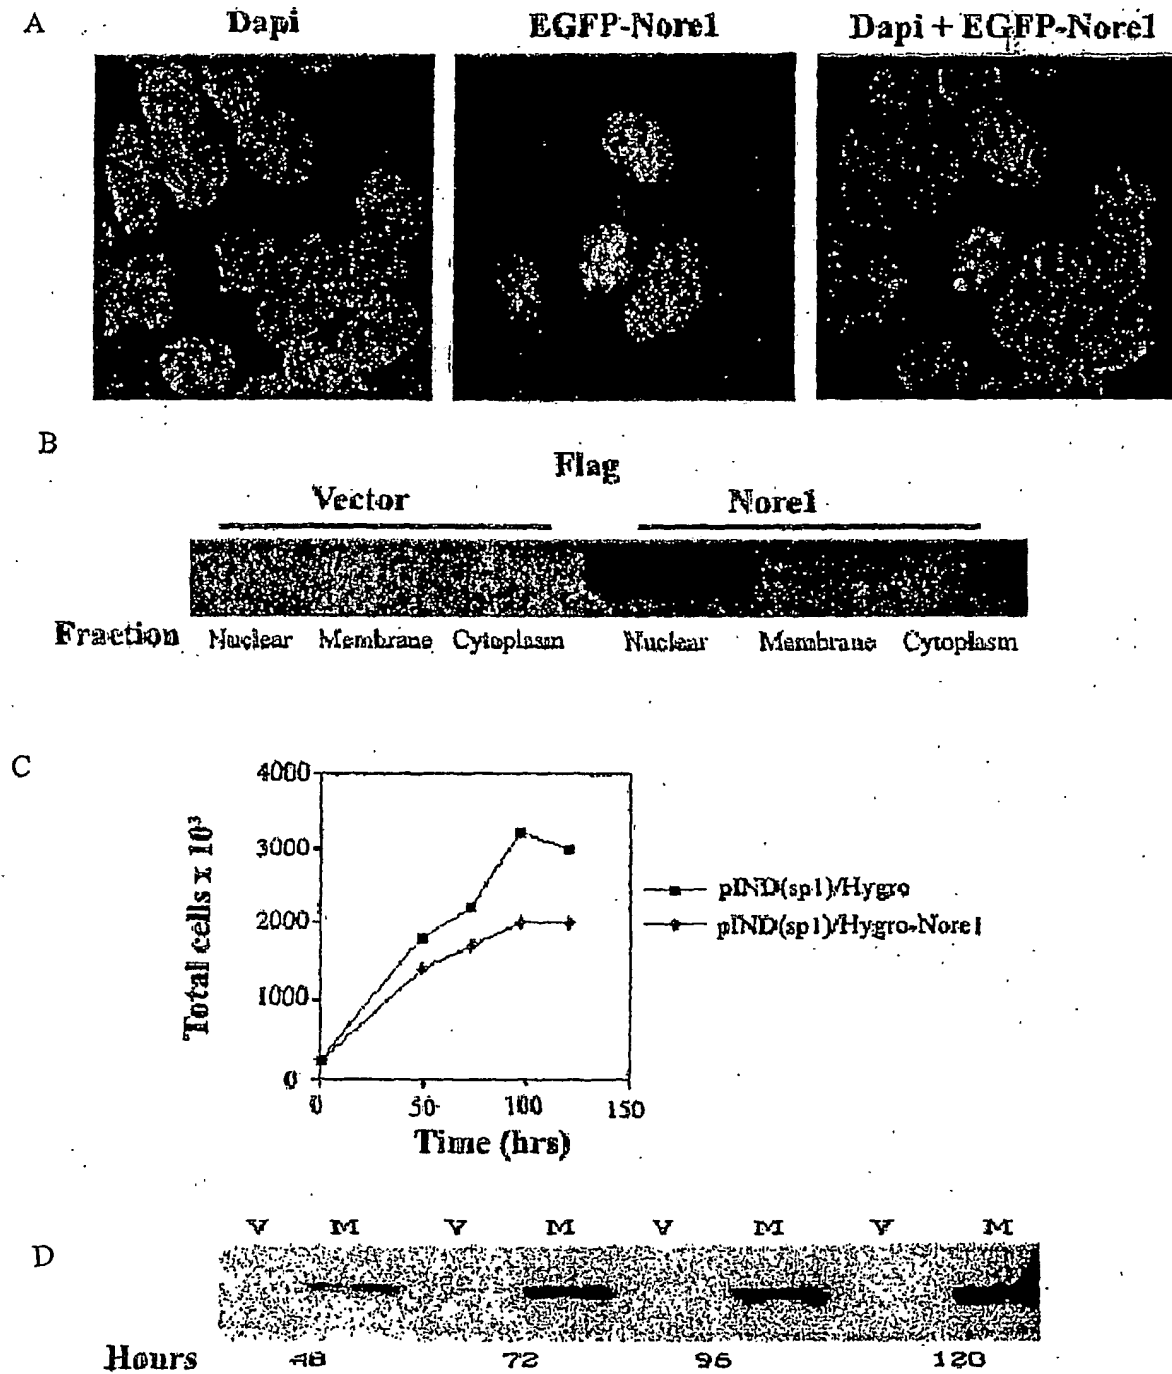 A
Dapi EGFP-Nore1 Dapi + EGFP-Nore1
B
Flag
Vector Nore1
Fraction Nuclear Membrane Cytoplasm Nuclear Membrane Cytoplasm
C
Total cells x 10³
4000
3000
2000
1000
0
0 50 100 150
Time (hrs)
pIND(sp1)/Hygro
pIND(sp1)/Hygro-Nore1
D
V M V M V M V M
Hours 48 72 96 120